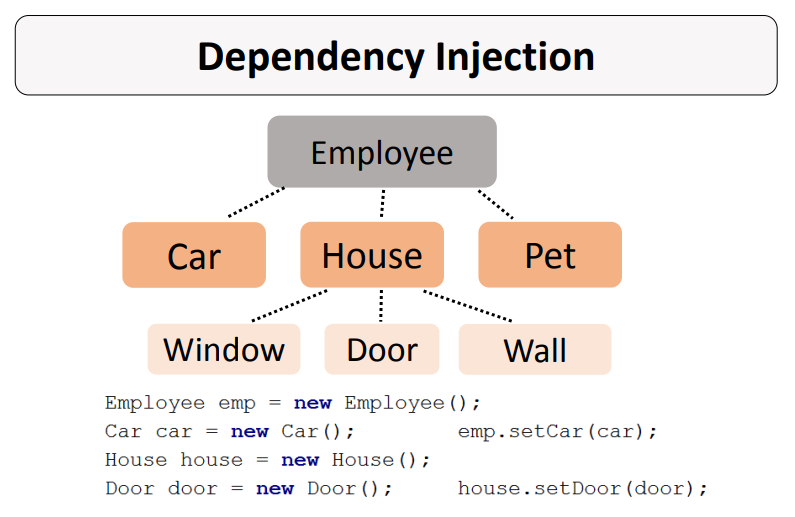 Dependency Injection
Employee
Car House Pet
Window Door Wall
Employee emp = new Employee();
Car car = new Car(); emp.setCar(car);
House house = new House();
Door door = new Door(); house.setDoor(door);